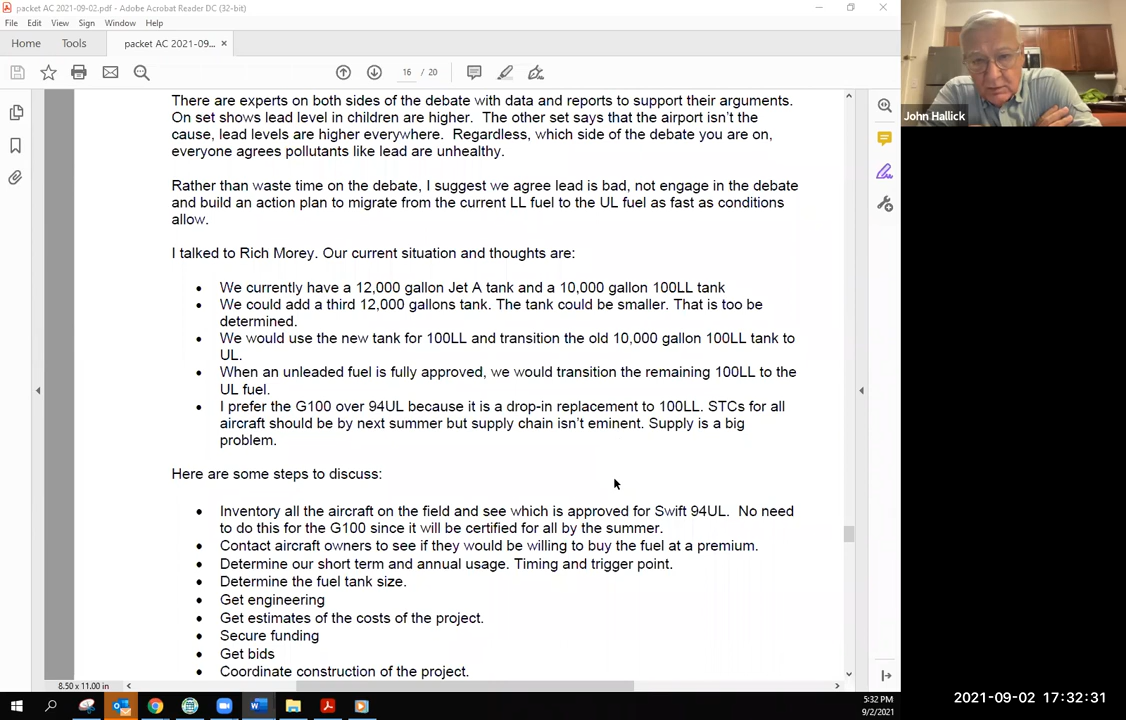 packet AC 2021-09-02.pdf - Adobe Acrobat Reader DC (32-bit)
File Edit View Sign Window Help
Home Tools packet AC 2021-09... ×
16 / 20
There are experts on both sides of the debate with data and reports to support their arguments.
On set shows lead level in children are higher. The other set says that the airport isn't the
cause, lead levels are higher everywhere. Regardless, which side of the debate you are on,
everyone agrees pollutants like lead are unhealthy.
Rather than waste time on the debate, I suggest we agree lead is bad, not engage in the debate
and build an action plan to migrate from the current LL fuel to the UL fuel as fast as conditions
allow.
I talked to Rich Morey. Our current situation and thoughts are:
• We currently have a 12,000 gallon Jet A tank and a 10,000 gallon 100LL tank
• We could add a third 12,000 gallons tank. The tank could be smaller. That is too be
determined.
• We would use the new tank for 100LL and transition the old 10,000 gallon 100LL tank to
UL.
• When an unleaded fuel is fully approved, we would transition the remaining 100LL to the
UL fuel.
• I prefer the G100 over 94UL because it is a drop-in replacement to 100LL. STCs for all
aircraft should be by next summer but supply chain isn't eminent. Supply is a big
problem.
Here are some steps to discuss:
• Inventory all the aircraft on the field and see which is approved for Swift 94UL. No need
to do this for the G100 since it will be certified for all by the summer.
• Contact aircraft owners to see if they would be willing to buy the fuel at a premium.
• Determine our short term and annual usage. Timing and trigger point.
• Determine the fuel tank size.
• Get engineering
• Get estimates of the costs of the project.
• Secure funding
• Get bids
• Coordinate construction of the project.
8.50 x 11.00 in
5:32 PM
9/2/2021
John Hallick
2021-09-02 17:32:31